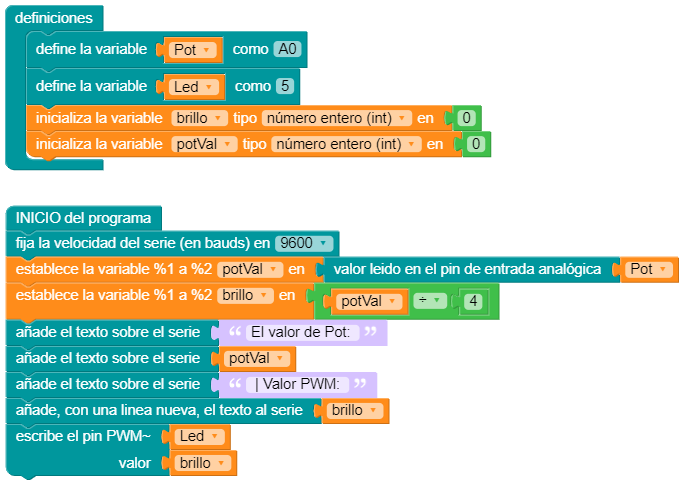 definiciones
define la variable Pot como A0
define la variable Led como 5
inicializa la variable brillo tipo número entero (int) en 0
inicializa la variable potVal tipo número entero (int) en 0
INICIO del programa
fija la velocidad del serie (en bauds) en 9600
establece la variable %1 a %2 potVal en valor leido en el pin de entrada analógica Pot
establece la variable %1 a %2 brillo en potVal ÷ 4
añade el texto sobre el serie “ El valor de Pot: ”
añade el texto sobre el serie potVal
añade el texto sobre el serie “ | Valor PWM: ”
añade, con una linea nueva, el texto al serie brillo
escribe el pin PWM~ Led
valor brillo